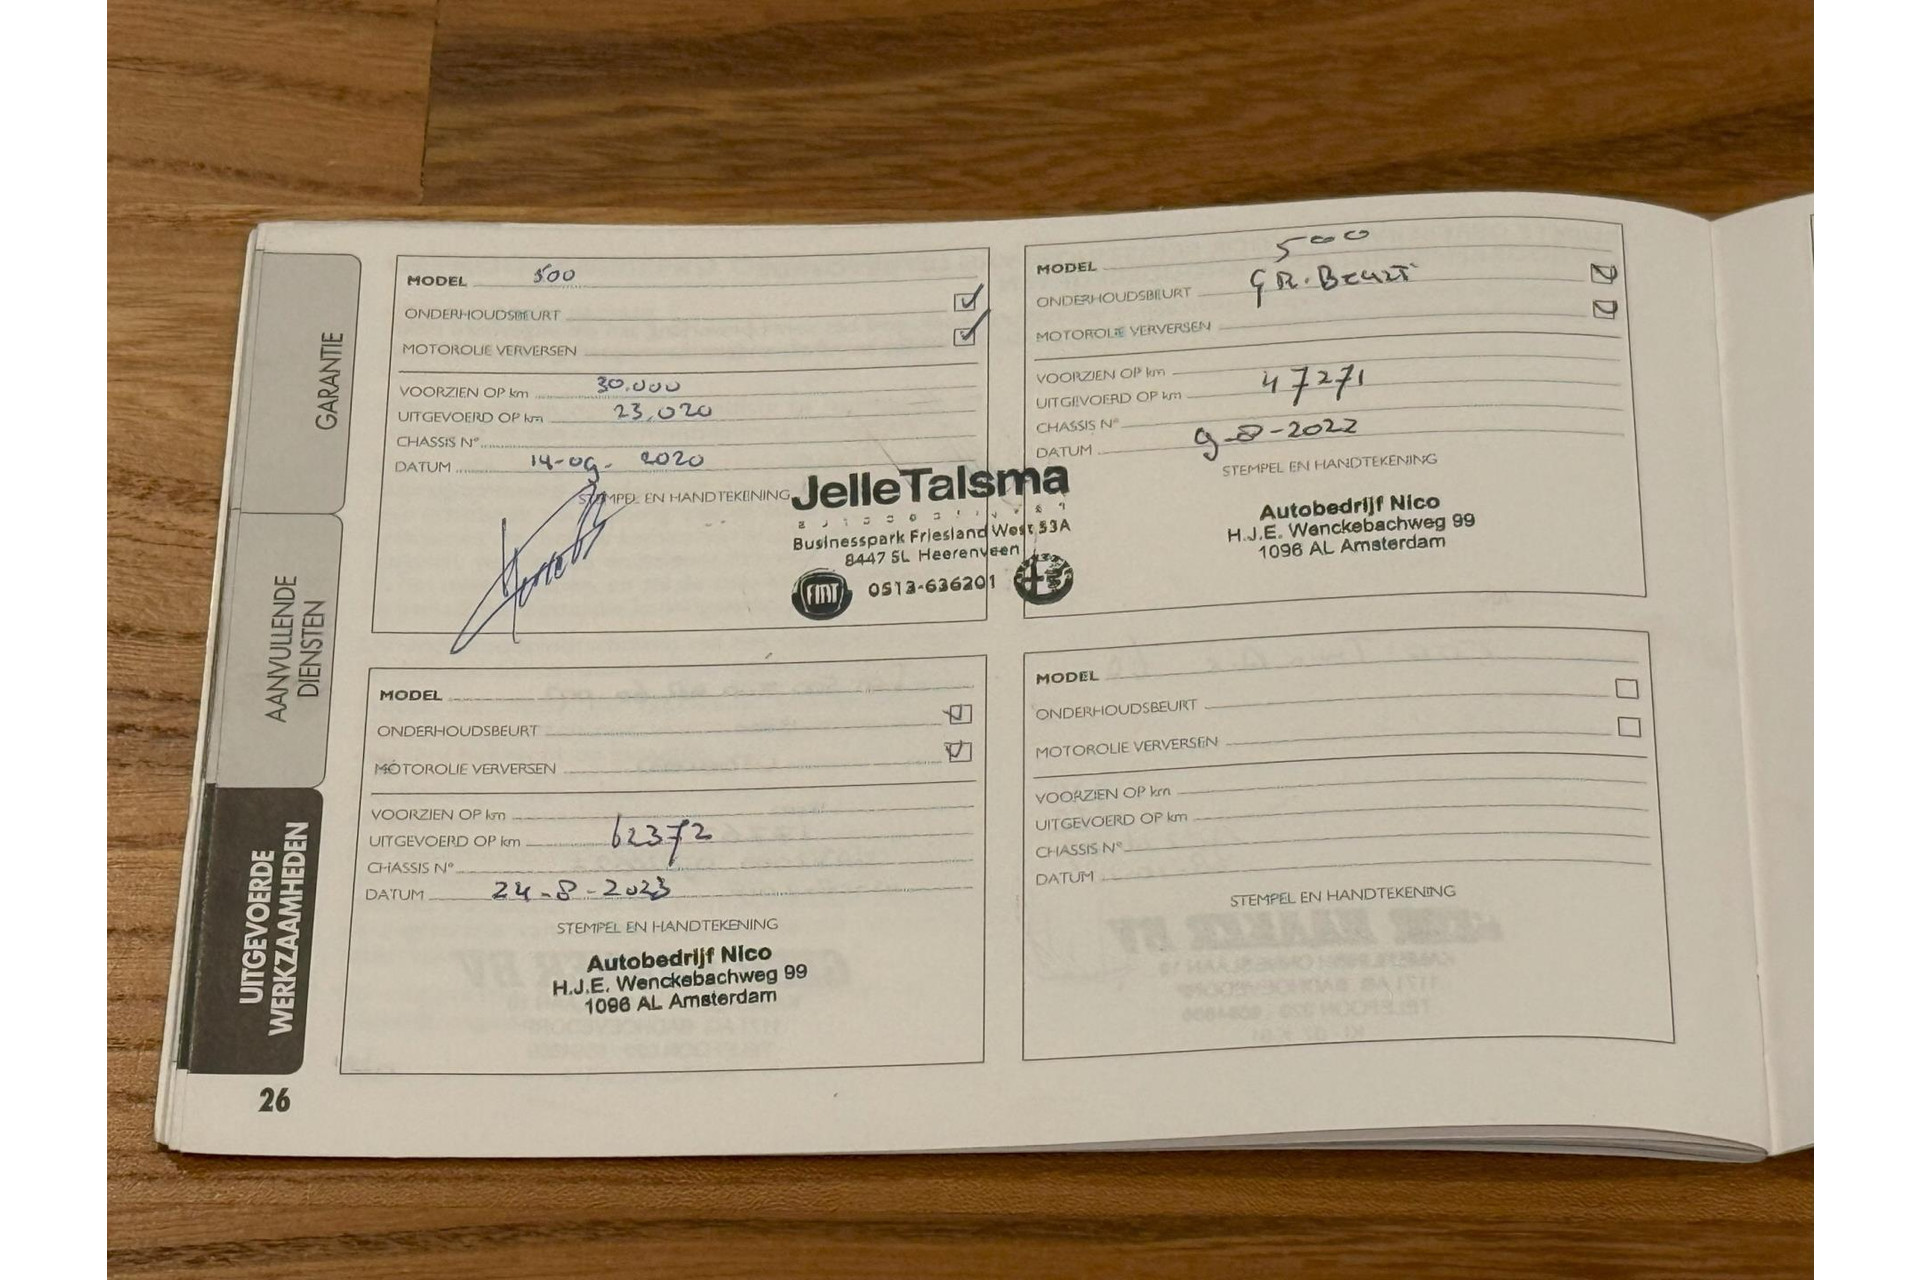 GARANTIE
AANVULLENDE
DIENSTEN
UITGEVOERDE
WERKZAAMHEDEN
26
MODEL 500
ONDERHOUDSBEURT
MOTOROLIE VERVERSEN
VOORZIEN OP km 30.000
UITGEVOERD OP km 23.020
CHASSIS N°
DATUM 14-09- 2020
STEMPEL EN HANDTEKENING
JelleTalsma
Businesspark Friesland West 53A
8447 SL Heerenveen
FIAT 0513-636201
MODEL 500
ONDERHOUDSBEURT GR. BEURT
MOTOROLIE VERVERSEN
VOORZIEN OP km
UITGEVOERD OP km 47271
CHASSIS N°
DATUM 9-8-2022
STEMPEL EN HANDTEKENING
Autobedrijf Nico
H.J.E. Wenckebachweg 99
1096 AL Amsterdam
MODEL
ONDERHOUDSBEURT
MOTOROLIE VERVERSEN
VOORZIEN OP km
UITGEVOERD OP km 62372
CHASSIS N°
DATUM 24-8-2023
STEMPEL EN HANDTEKENING
Autobedrijf Nico
H.J.E. Wenckebachweg 99
1096 AL Amsterdam
MODEL
ONDERHOUDSBEURT
MOTOROLIE VERVERSEN
VOORZIEN OP km
UITGEVOERD OP km
CHASSIS N°
DATUM
STEMPEL EN HANDTEKENING